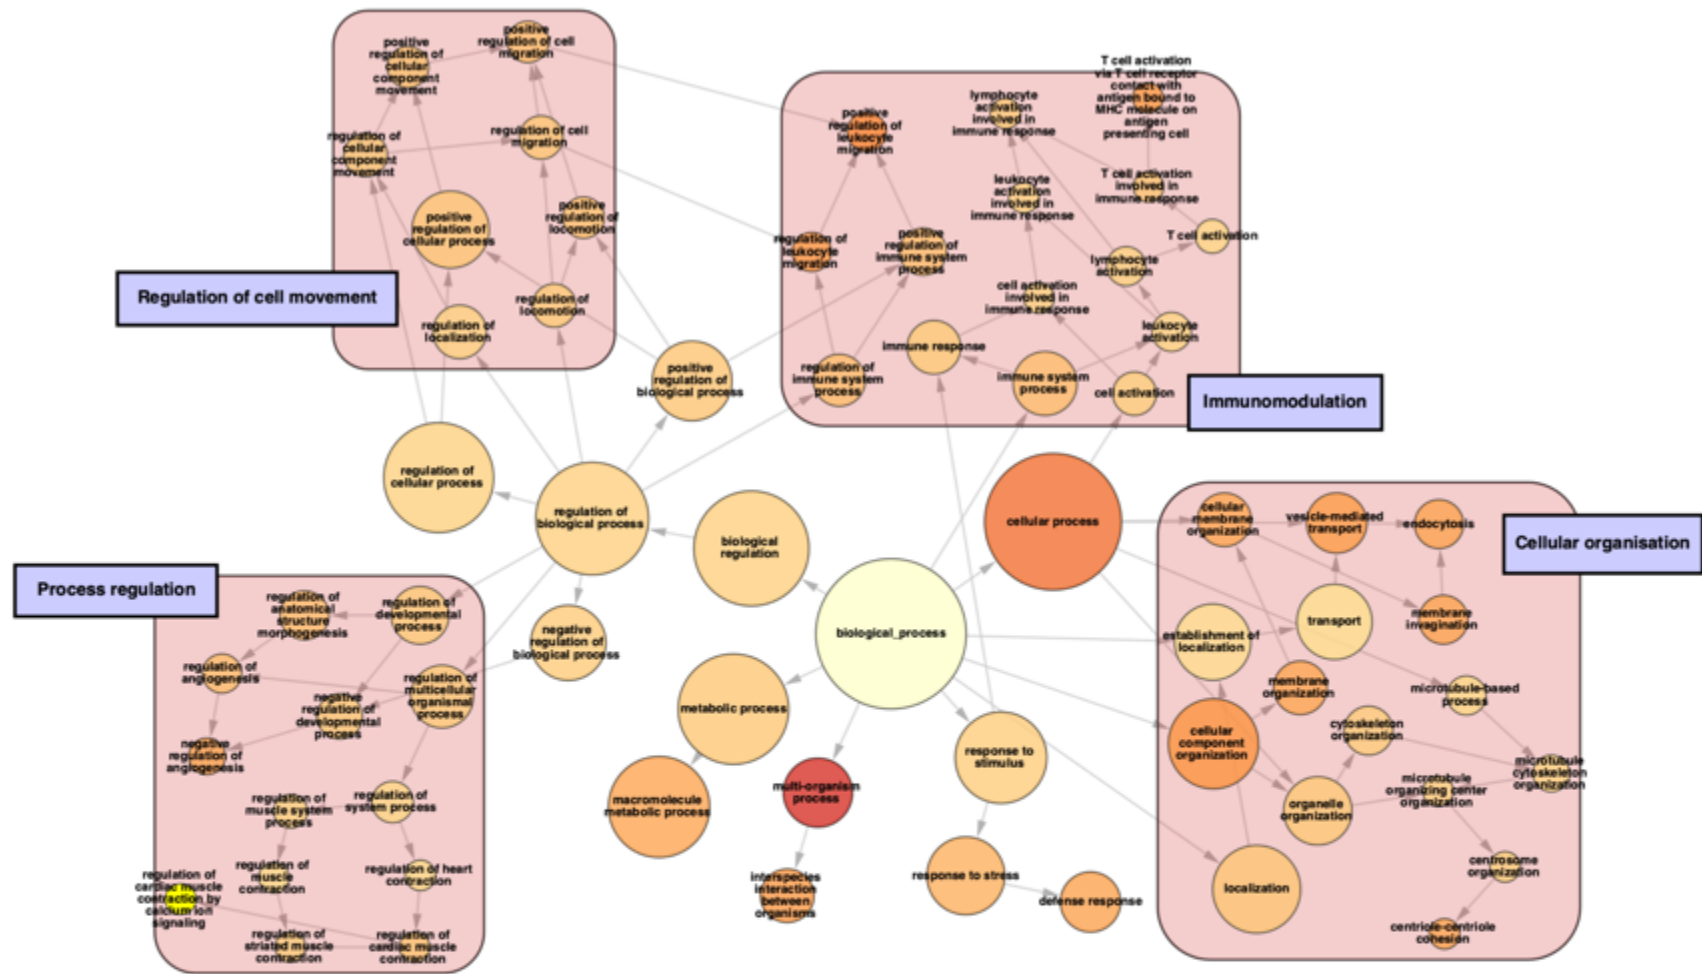 positive
regulation of
cellular
component
movement
positive
regulation of cell
migration
regulation of
cellular
component
movement
regulation of cell
migration
positive
regulation of
cellular process
positive
regulation of
locomotion
regulation of
localization
regulation of
locomotion
Regulation of cell movement
positive
regulation of
leukocyte
migration
lymphocyte
activation
involved in
immune response
T cell activation
via T cell receptor
contact with
antigen bound to
MHC molecule on
antigen
presenting cell
leukocyte
activation
involved in
immune response
T cell activation
involved in
immune response
regulation of
leukocyte
migration
positive
regulation of
immune system
process
lymphocyte
activation
T cell activation
cell activation
involved in
immune response
immune response
leukocyte
activation
regulation of
immune system
process
immune system
process
cell activation
Immunomodulation
positive
regulation of
biological process
regulation of
cellular process
regulation of
biological process
biological
regulation
cellular process
biological_process
negative
regulation of
biological process
metabolic process
macromolecule
metabolic process
multi-organism
process
interspecies
interaction
between
organisms
response to
stimulus
response to stress
defense response
Process regulation
regulation of
anatomical
structure
morphogenesis
regulation of
developmental
process
regulation of
angiogenesis
negative
regulation of
developmental
process
regulation of
multicellular
organismal
process
negative
regulation of
angiogenesis
regulation of
muscle system
process
regulation of
system process
regulation of
muscle
contraction
regulation of heart
contraction
regulation of
cardiac muscle
contraction by
calcium ion
signaling
regulation of
striated muscle
contraction
regulation of
cardiac muscle
contraction
Cellular organisation
cellular
membrane
organization
vesicle-mediated
transport
endocytosis
establishment of
localization
transport
membrane
invagination
membrane
organization
microtubule-based
process
cellular
component
organization
cytoskeleton
organization
microtubule
cytoskeleton
organization
organelle
organization
microtubule
organizing center
organization
localization
centrosome
organization
centriole-centriole
cohesion